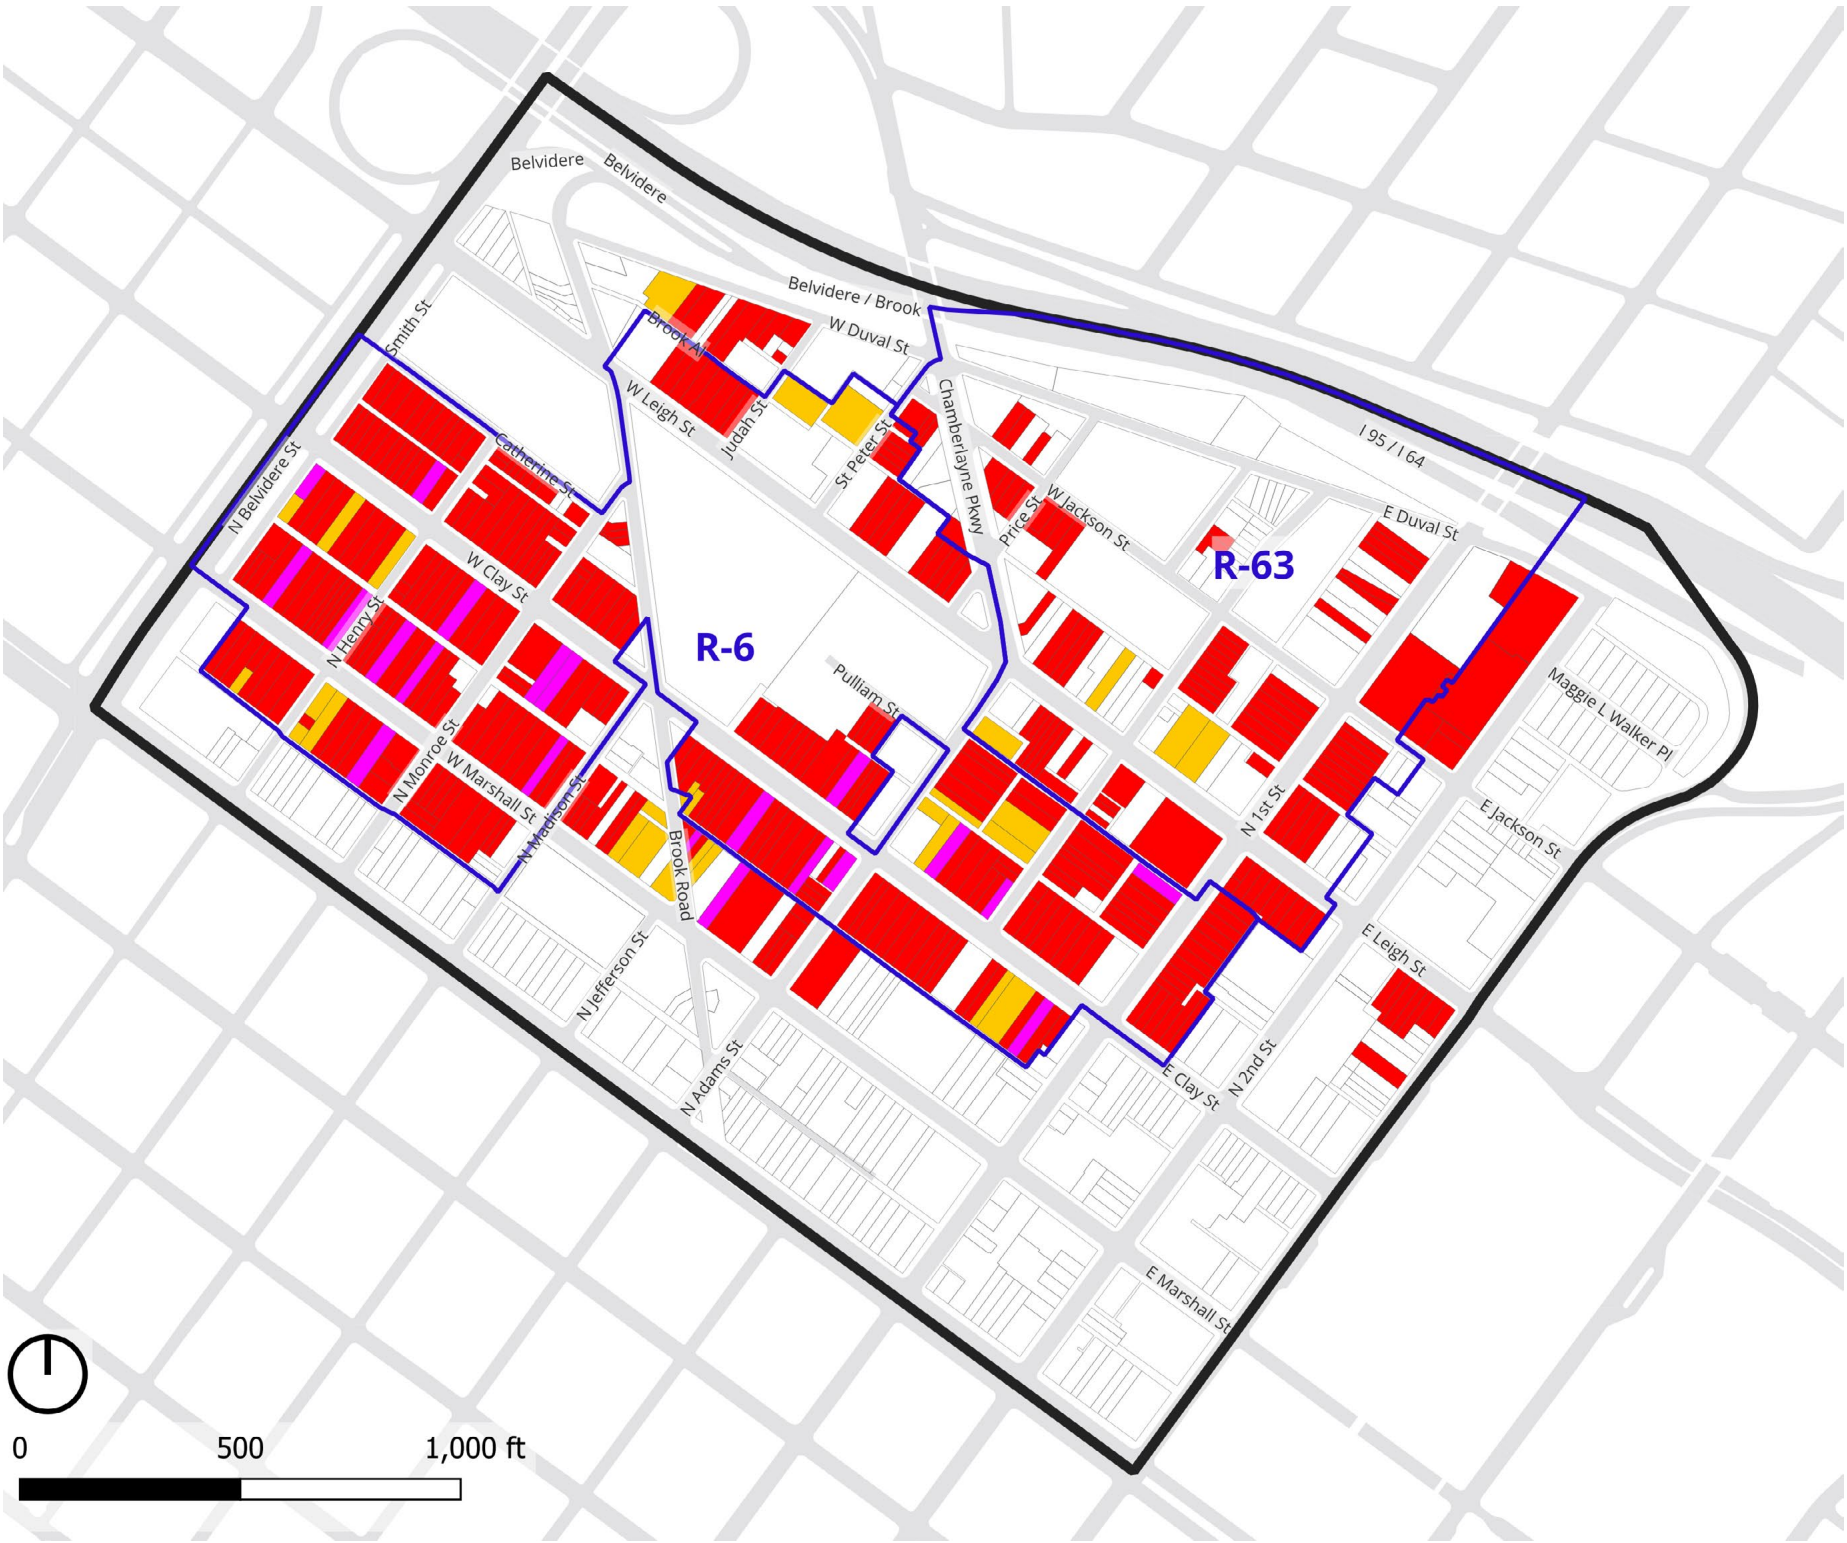 Belvidere
Belvidere
Belvidere / Brook
Smith St
Brook Al
W Duval St
W Leigh St
Judah St
St Peter St
Chamberlayne Pkwy
I 95 / I 64
Catherine St
N Belvidere St
Price St
W Jackson St
E Duval St
R-63
W Clay St
N Henry St
R-6
Pulliam St
Maggie L Walker Pl
N Monroe St
W Marshall St
N Madison St
Brook Road
N 1st St
E Jackson St
E Leigh St
N Jefferson St
N Adams St
E Clay St
N 2nd St
E Marshall St
0 500 1,000 ft